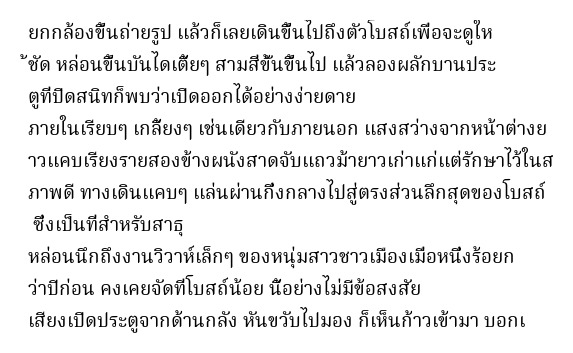 ยกกล้องขึ้นถ่ายรูป แล้วก็เลยเดินขึ้นไปถึงตัวโบสถ์เพื่อจะดูให
้ชัด หล่อนขึ้นบันไดเตี้ยๆ สามสี่ขั้นขึ้นไป แล้วลองผลักบานประ
ตูที่ปิดสนิทก็พบว่าเปิดออกได้อย่างง่ายดาย
ภายในเรียบๆ เกลี้ยงๆ เช่นเดียวกับภายนอก แสงสว่างจากหน้าต่างย
าวแคบเรียงรายสองข้างผนังสาดจับแถวม้ายาวเก่าแก่แต่รักษาไว้ในส
ภาพดี ทางเดินแคบๆ แล่นผ่านกึ่งกลางไปสู่ตรงส่วนลึกสุดของโบสถ์
 ซึ่งเป็นที่สำหรับสาธุ
หล่อนนึกถึงงานวิวาห์เล็กๆ ของหนุ่มสาวชาวเมืองเมื่อหนึ่งร้อยก
ว่าปีก่อน คงเคยจัดที่โบสถ์น้อย นี้อย่างไม่มีข้อสงสัย
เสียงเปิดประตูจากด้านกลัง หันขวับไปมอง ก็เห็นก้าวเข้ามา บอกเ